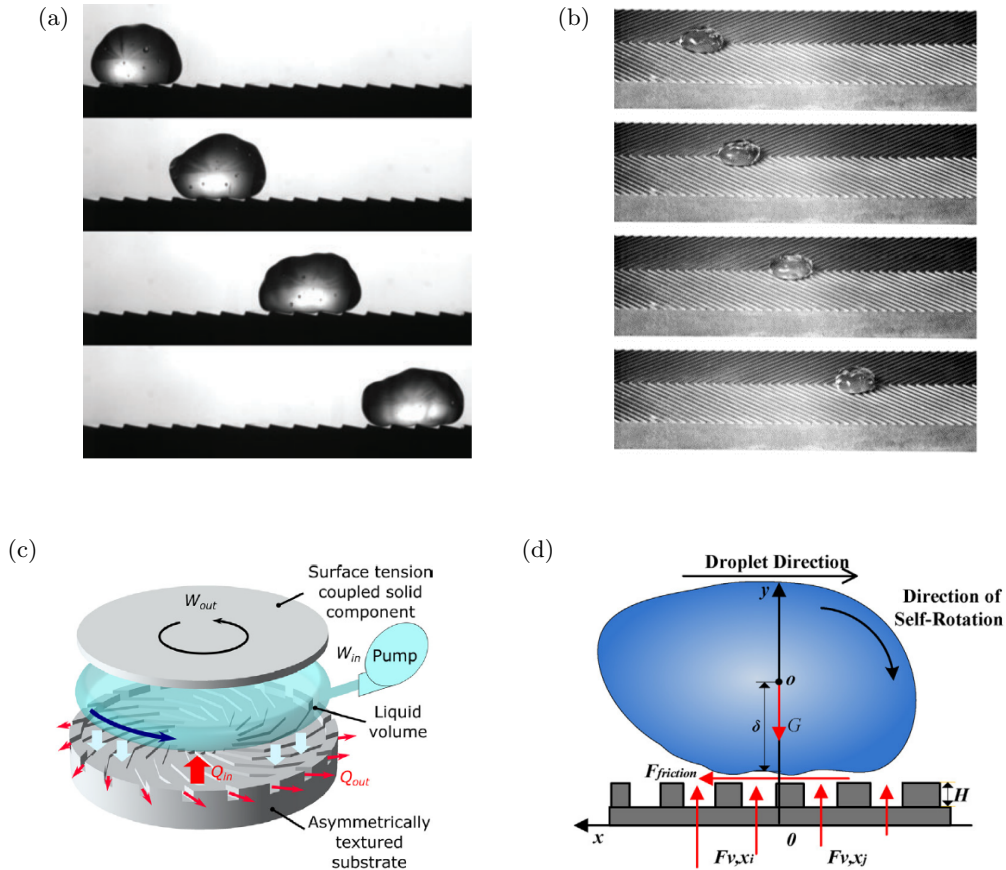 (a)
(b)
(c)
Surface tension
coupled solid
component
W_out
W_in
Pump
Liquid
volume
Q_in
Q_out
Asymmetrically
textured
substrate
(d)
Droplet Direction
y
Direction of
Self-Rotation
o
δ
G
F_friction
H
x
0
Fv,xi
Fv,xj